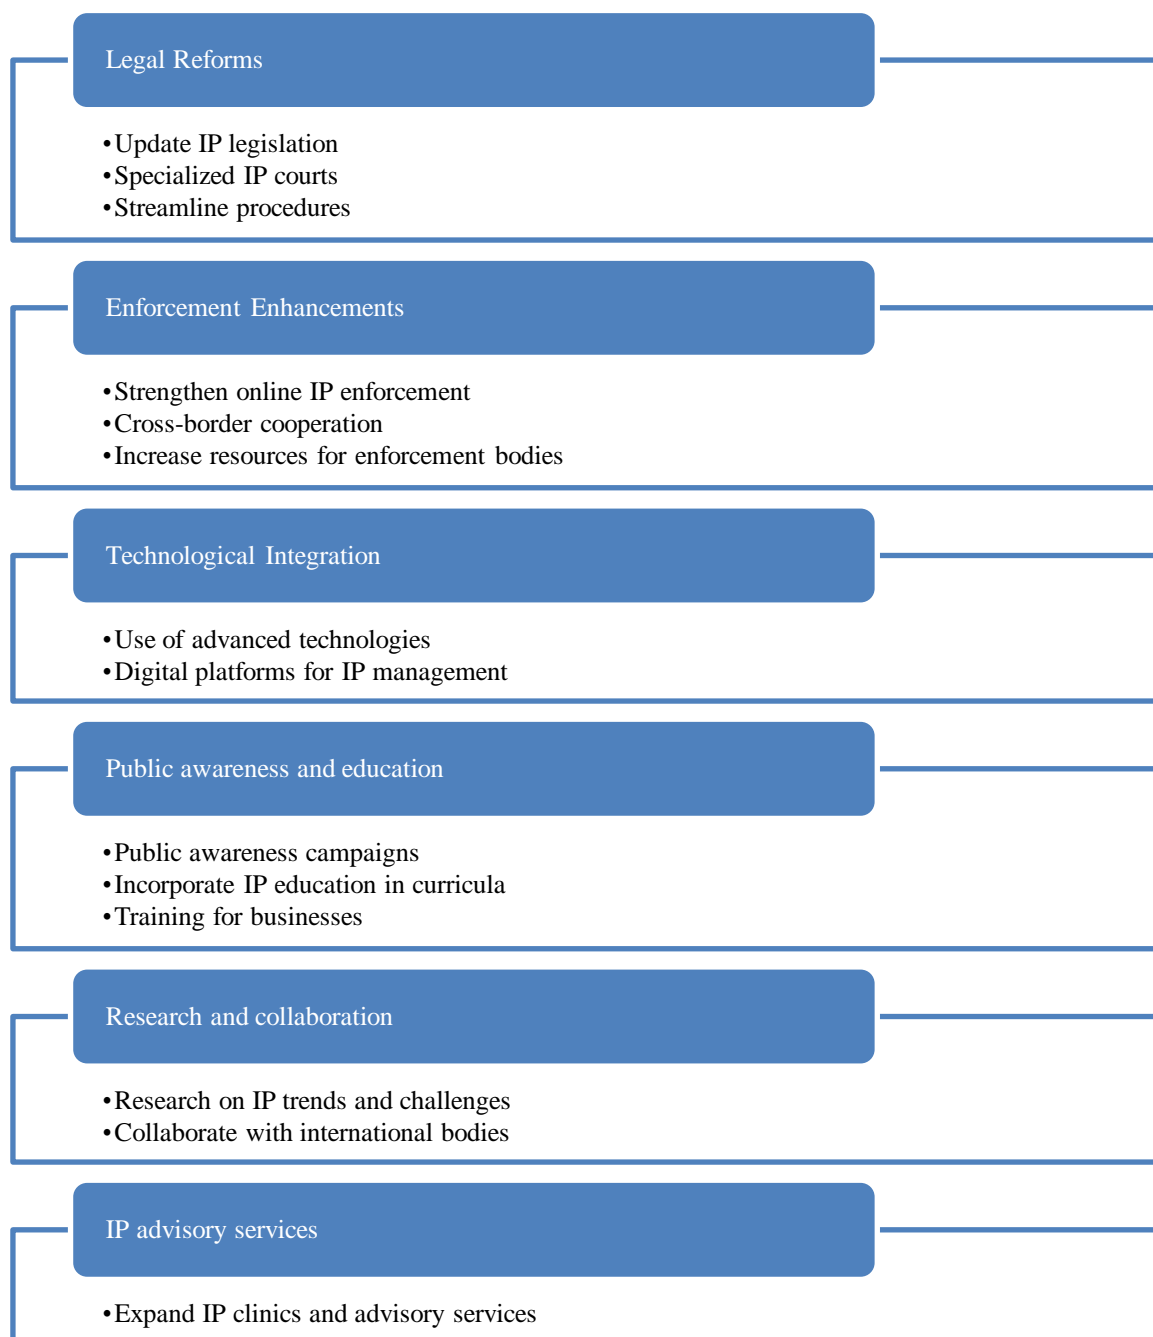 Legal Reforms
•Update IP legislation
•Specialized IP courts
•Streamline procedures
Enforcement Enhancements
•Strengthen online IP enforcement
•Cross-border cooperation
•Increase resources for enforcement bodies
Technological Integration
•Use of advanced technologies
•Digital platforms for IP management
Public awareness and education
•Public awareness campaigns
•Incorporate IP education in curricula
•Training for businesses
Research and collaboration
•Research on IP trends and challenges
•Collaborate with international bodies
IP advisory services
•Expand IP clinics and advisory services